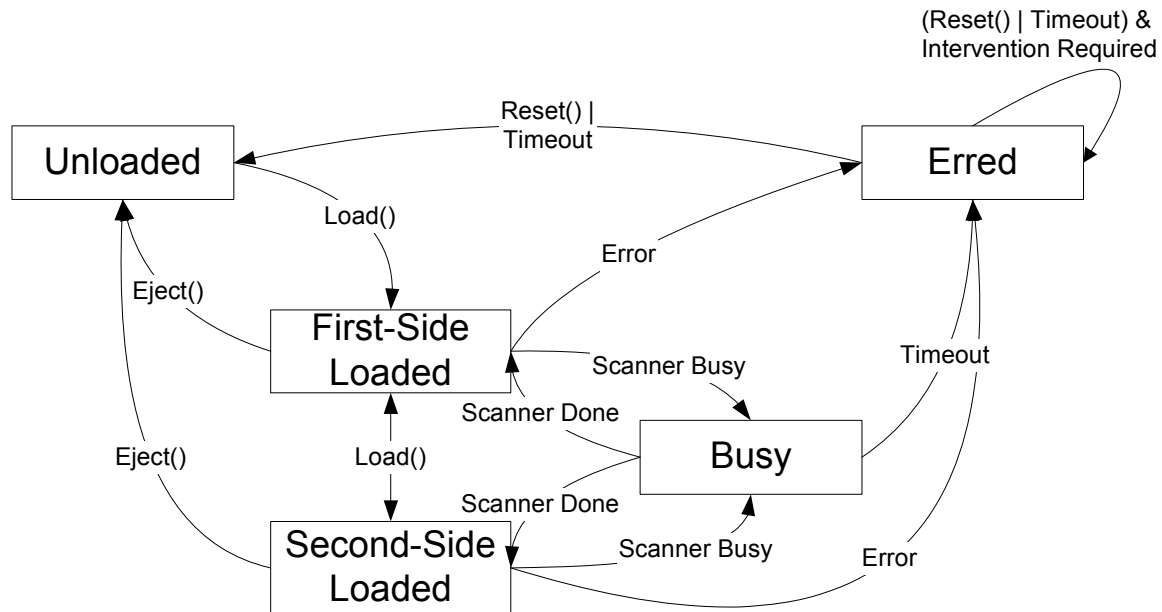 (Reset() | Timeout) &
Intervention Required
Reset() |
Timeout
Unloaded
Erred
Load()
Error
Eject()
First-Side
Loaded
Timeout
Scanner Busy
Scanner Done
Eject()
Load()
Busy
Scanner Done
Second-Side
Loaded
Scanner Busy
Error